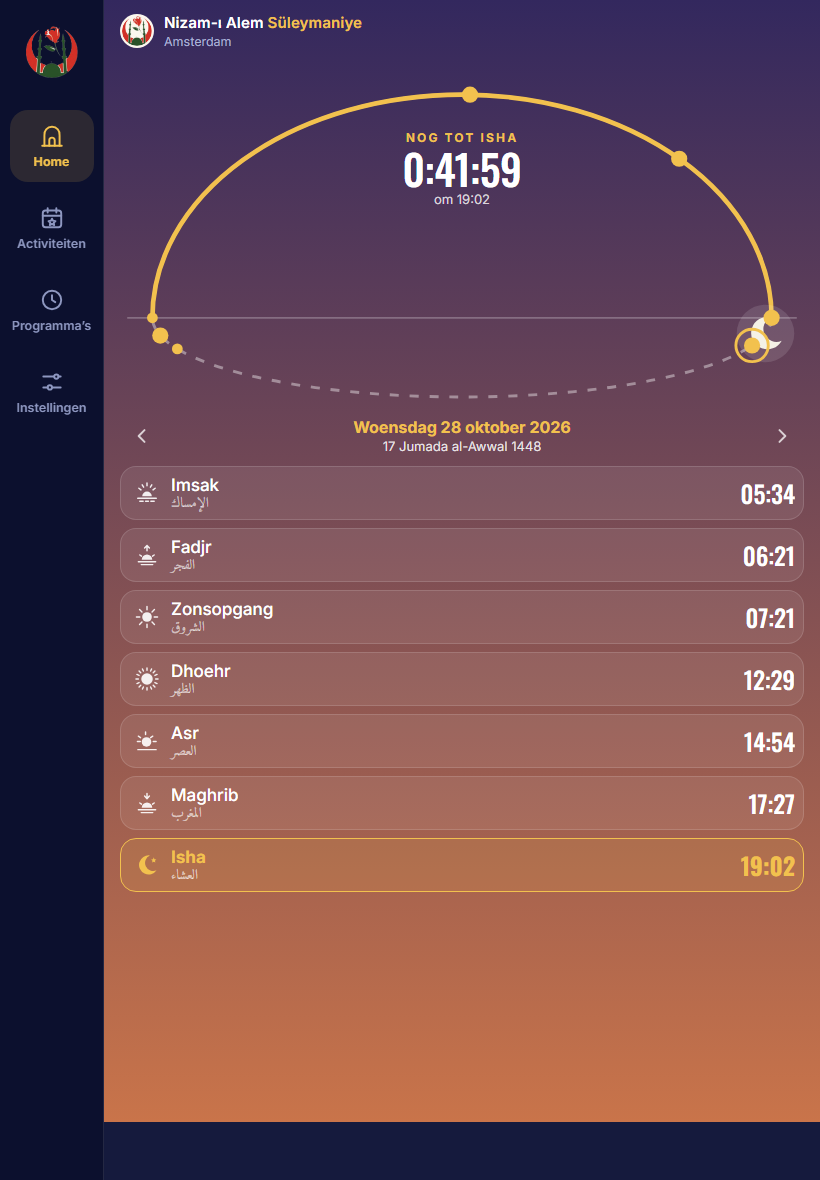 Nizam-ı Alem Süleymaniye
Amsterdam
Home
Activiteiten
Programma's
Instellingen
NOG TOT ISHA
0:41:59
om 19:02
Woensdag 28 oktober 2026
17 Jumada al-Awwal 1448
Imsak
الإمساك
05:34
Fadjr
الفجر
06:21
Zonsopgang
الشروق
07:21
Dhoehr
الظهر
12:29
Asr
العصر
14:54
Maghrib
المغرب
17:27
Isha
العشاء
19:02